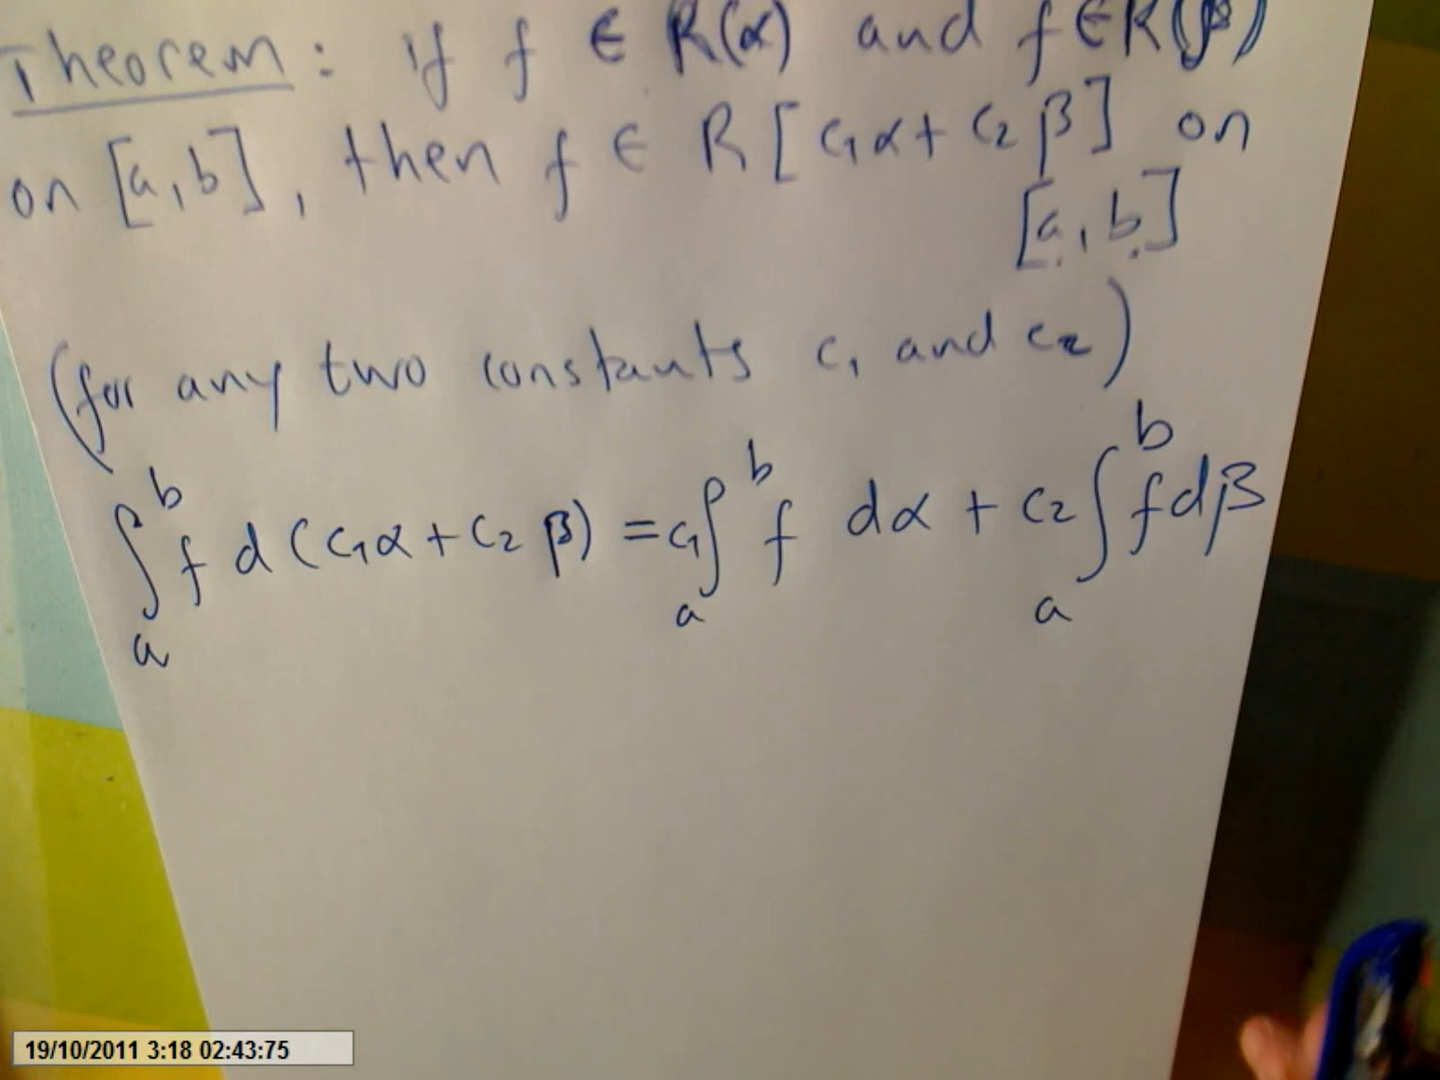 Theorem: if f ∈ R(α) and f ∈ R(β)
on [a,b], then f ∈ R[c₁α + c₂β] on
[a,b]
(for any two constants c₁ and c₂)
∫ₐᵇ f d(c₁α + c₂β) = c₁∫ₐᵇ f dα + c₂∫ₐᵇ f dβ
19/10/2011 3:18 02:43:75